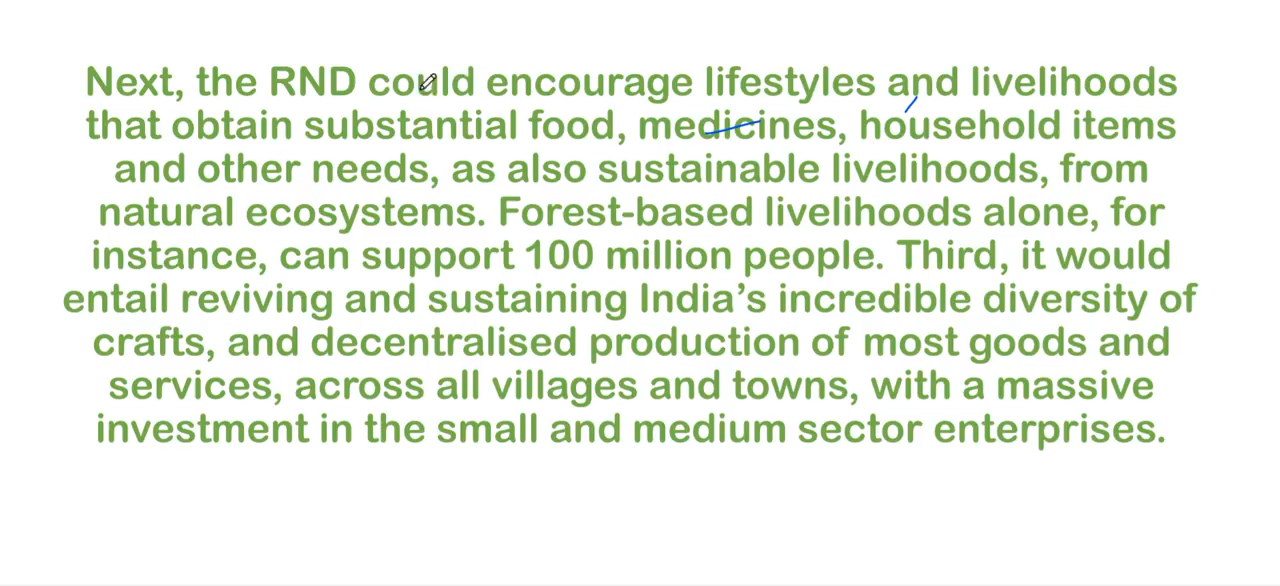 Next, the RND could encourage lifestyles and livelihoods
that obtain substantial food, medicines, household items
and other needs, as also sustainable livelihoods, from
natural ecosystems. Forest-based livelihoods alone, for
instance, can support 100 million people. Third, it would
entail reviving and sustaining India’s incredible diversity of
crafts, and decentralised production of most goods and
services, across all villages and towns, with a massive
investment in the small and medium sector enterprises.